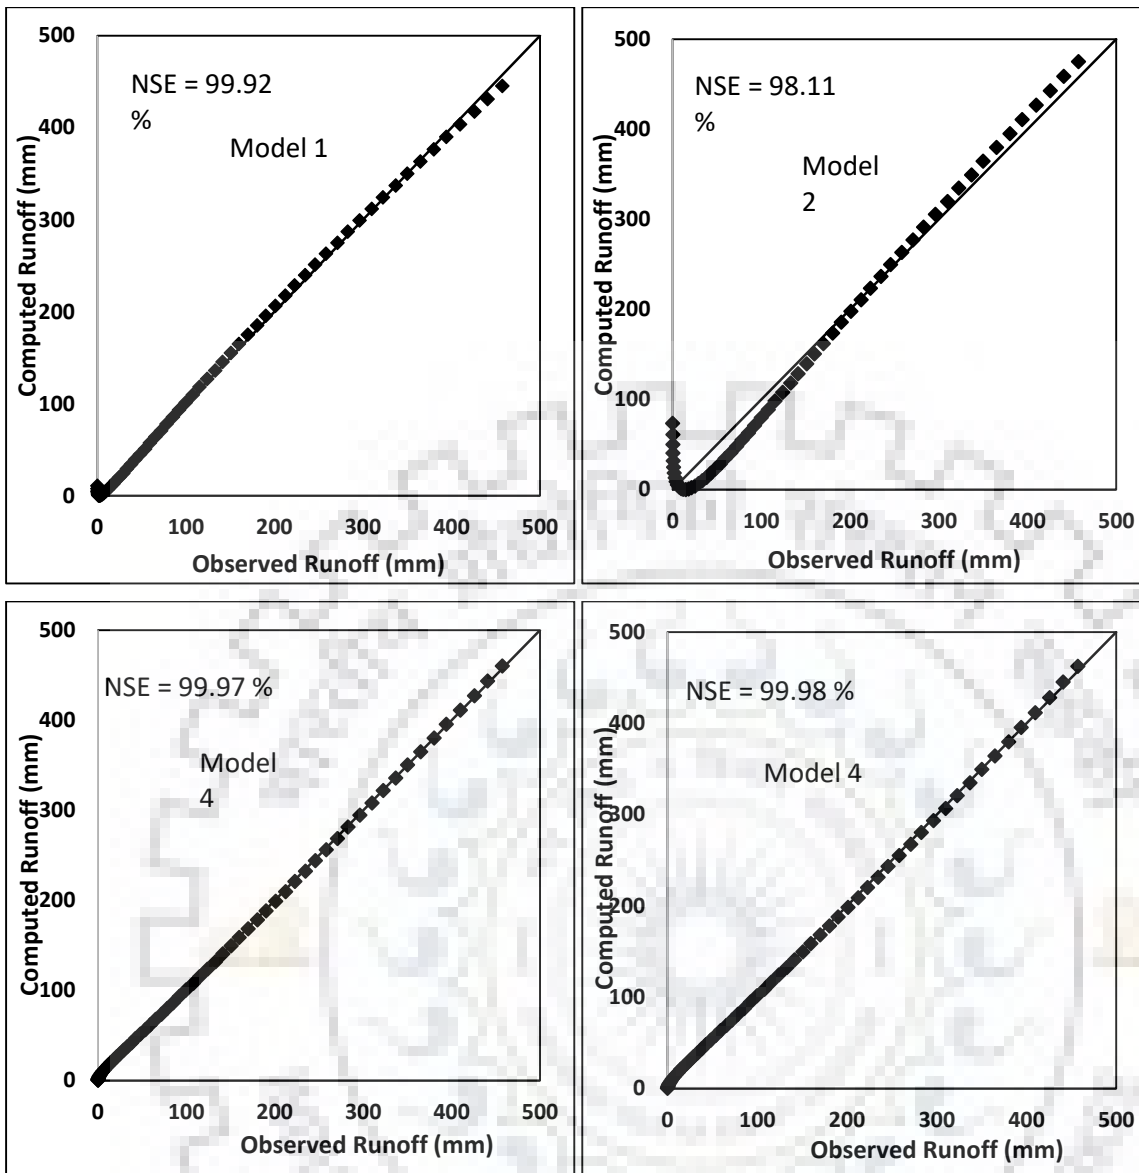 500
400
300
200
100
0
Computed Runoff (mm)
NSE = 99.92
%
Model 1
0 100 200 300 400 500
Observed Runoff (mm)
500
400
300
200
100
0
Computed Runoff (mm)
NSE = 98.11
%
Model
2
0 100 200 300 400 500
Observed Runoff (mm)
500
400
300
200
100
0
Computed Runoff (mm)
NSE = 99.97 %
Model
4
0 100 200 300 400 500
Observed Runoff (mm)
500
400
300
200
100
0
Computed Runoff (mm)
NSE = 99.98 %
Model 4
0 100 200 300 400 500
Observed Runoff (mm)